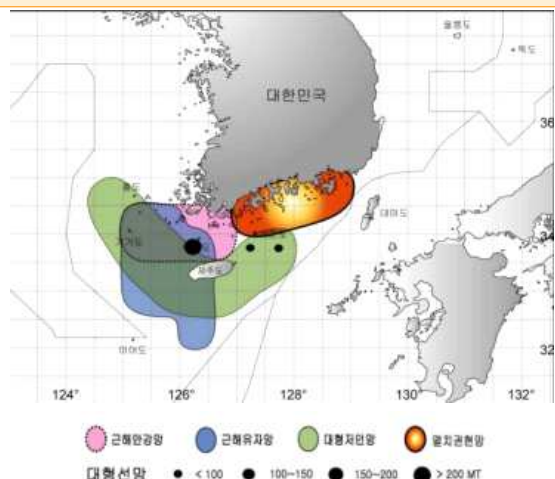 울릉도
독도
대한민국
36
홍도
대마도
34
가거도
제주도
이어도
32
124° 126° 128° 130° 132°
근해안강망 근해유자망 대형저인망 멸치권현망
대형선망 < 100 100~150 150~200 > 200 MT